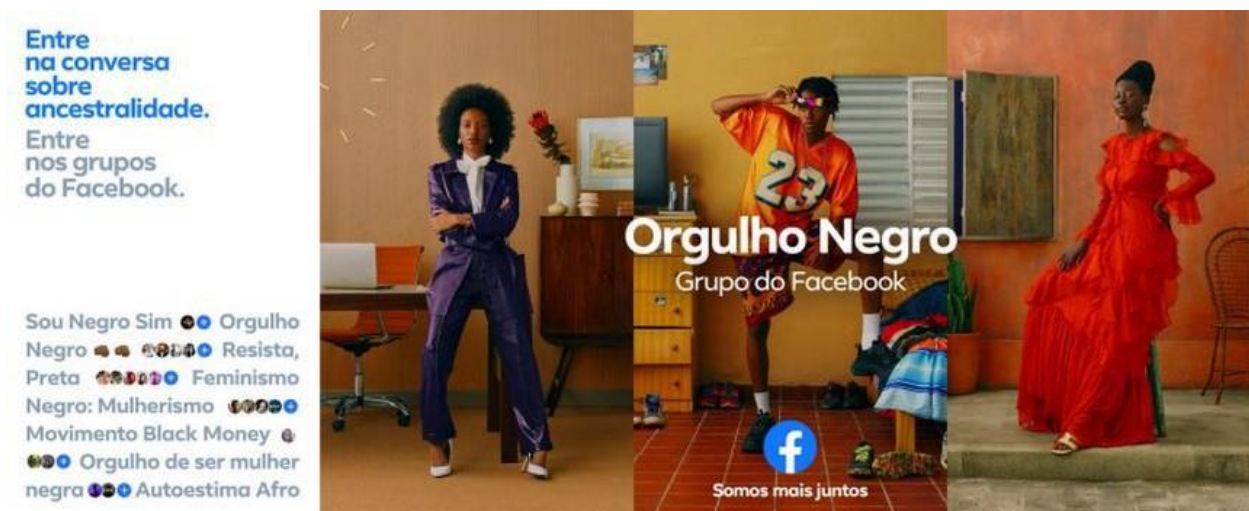 Entre
na conversa
sobre
ancestralidade.
Entre
nos grupos
do Facebook.
Sou Negro Sim Orgulho
Negro Resista,
Preta Feminismo
Negro: Mulherismo
Movimento Black Money
Orgulho de ser mulher
negra Autoestima Afro
23
Orgulho Negro
Grupo do Facebook
f
Somos mais juntos